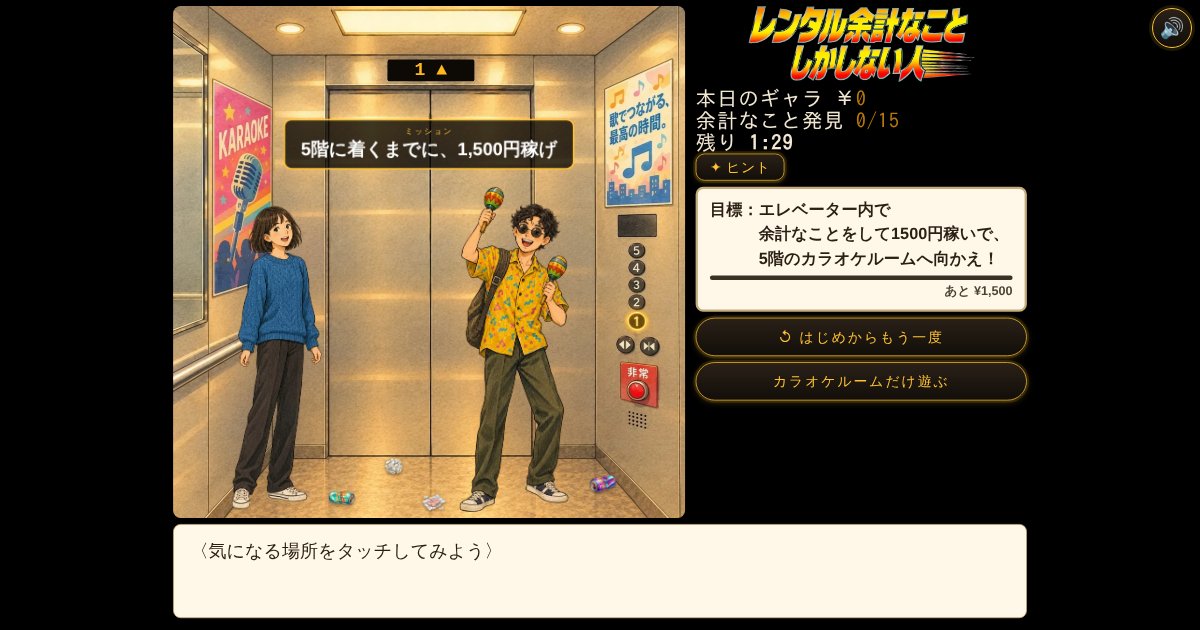 レンタル余計なこと
しかしない人
1 ▲
ミッション
5階に着くまでに、1,500円稼げ
KARAOKE
歌でつながる、
最高の時間。
5
4
3
2
1
非常
本日のギャラ ¥0
余計なこと発見 0/15
残り 1:29
✦ ヒント
目標：エレベーター内で
余計なことをして1500円稼いで、
5階のカラオケルームへ向かえ！
あと ¥1,500
↺ はじめからもう一度
カラオケルームだけ遊ぶ
〈気になる場所をタッチしてみよう〉